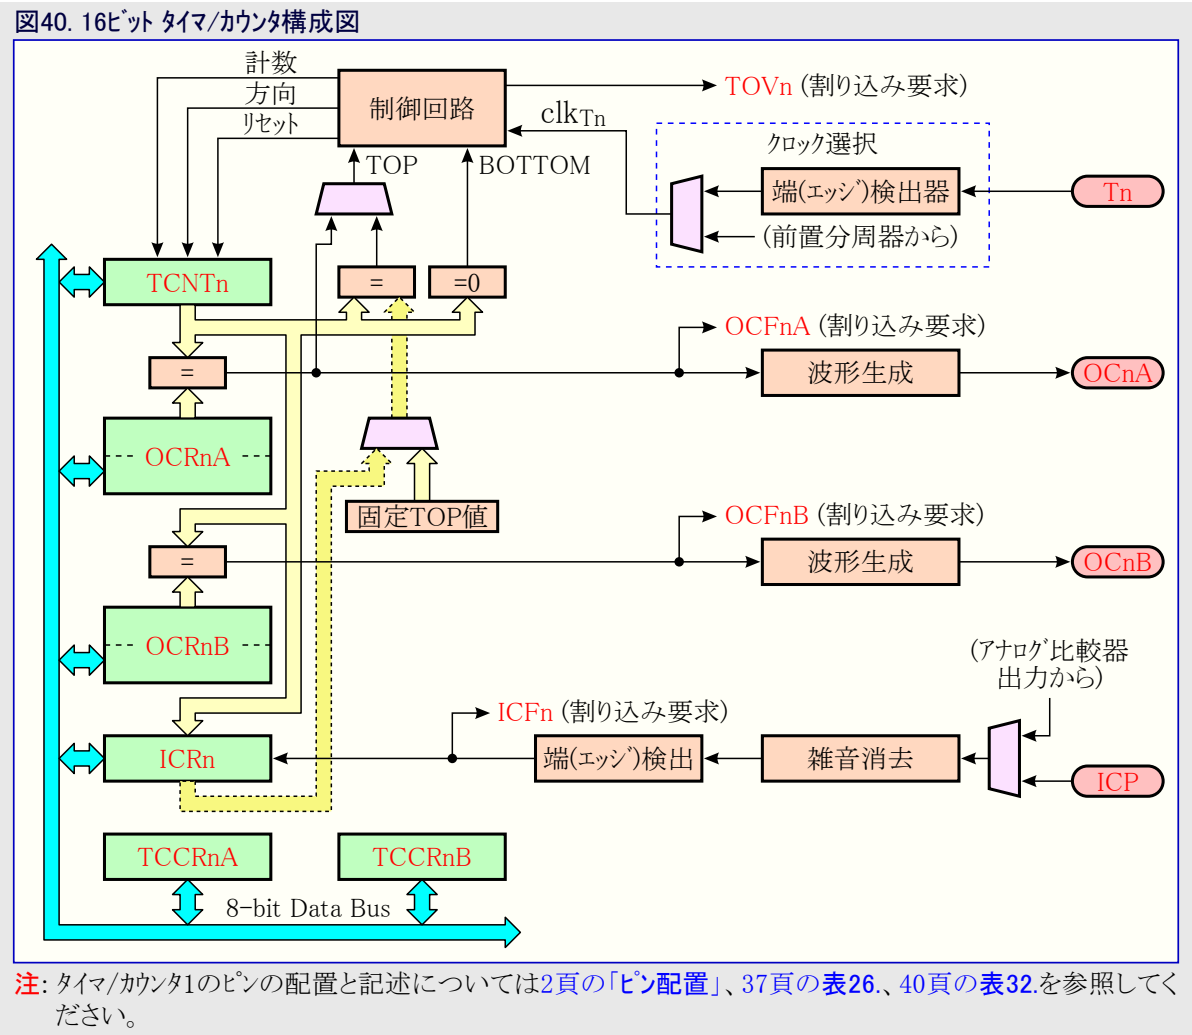 図40. 16ビット タイマ/カウンタ構成図
計数
方向
リセット
制御回路
TOVn (割り込み要求)
clkTn
クロック選択
TOP
BOTTOM
端(エッジ)検出器
Tn
(前置分周器から)
TCNTn
=
=0
OCFnA (割り込み要求)
=
波形生成
OCnA
OCRnA
固定TOP値
OCFnB (割り込み要求)
=
波形生成
OCnB
OCRnB
(アナログ比較器
出力から)
ICFn (割り込み要求)
ICRn
端(エッジ)検出
雑音消去
ICP
TCCRnA
TCCRnB
8-bit Data Bus
注: タイマ/カウンタ1のピンの配置と記述については2頁の「ピン配置」、37頁の表26.、40頁の表32.を参照してく
ださい。